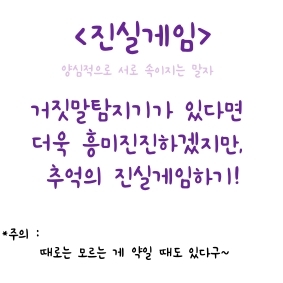 <진실게임>
양심적으로 서로 속이지는 말자
거짓말탐지기가 있다면
더욱 흥미진진하겠지만,
추억의 진실게임하기!
*주의 :
때로는 모르는 게 약일 때도 있다구~